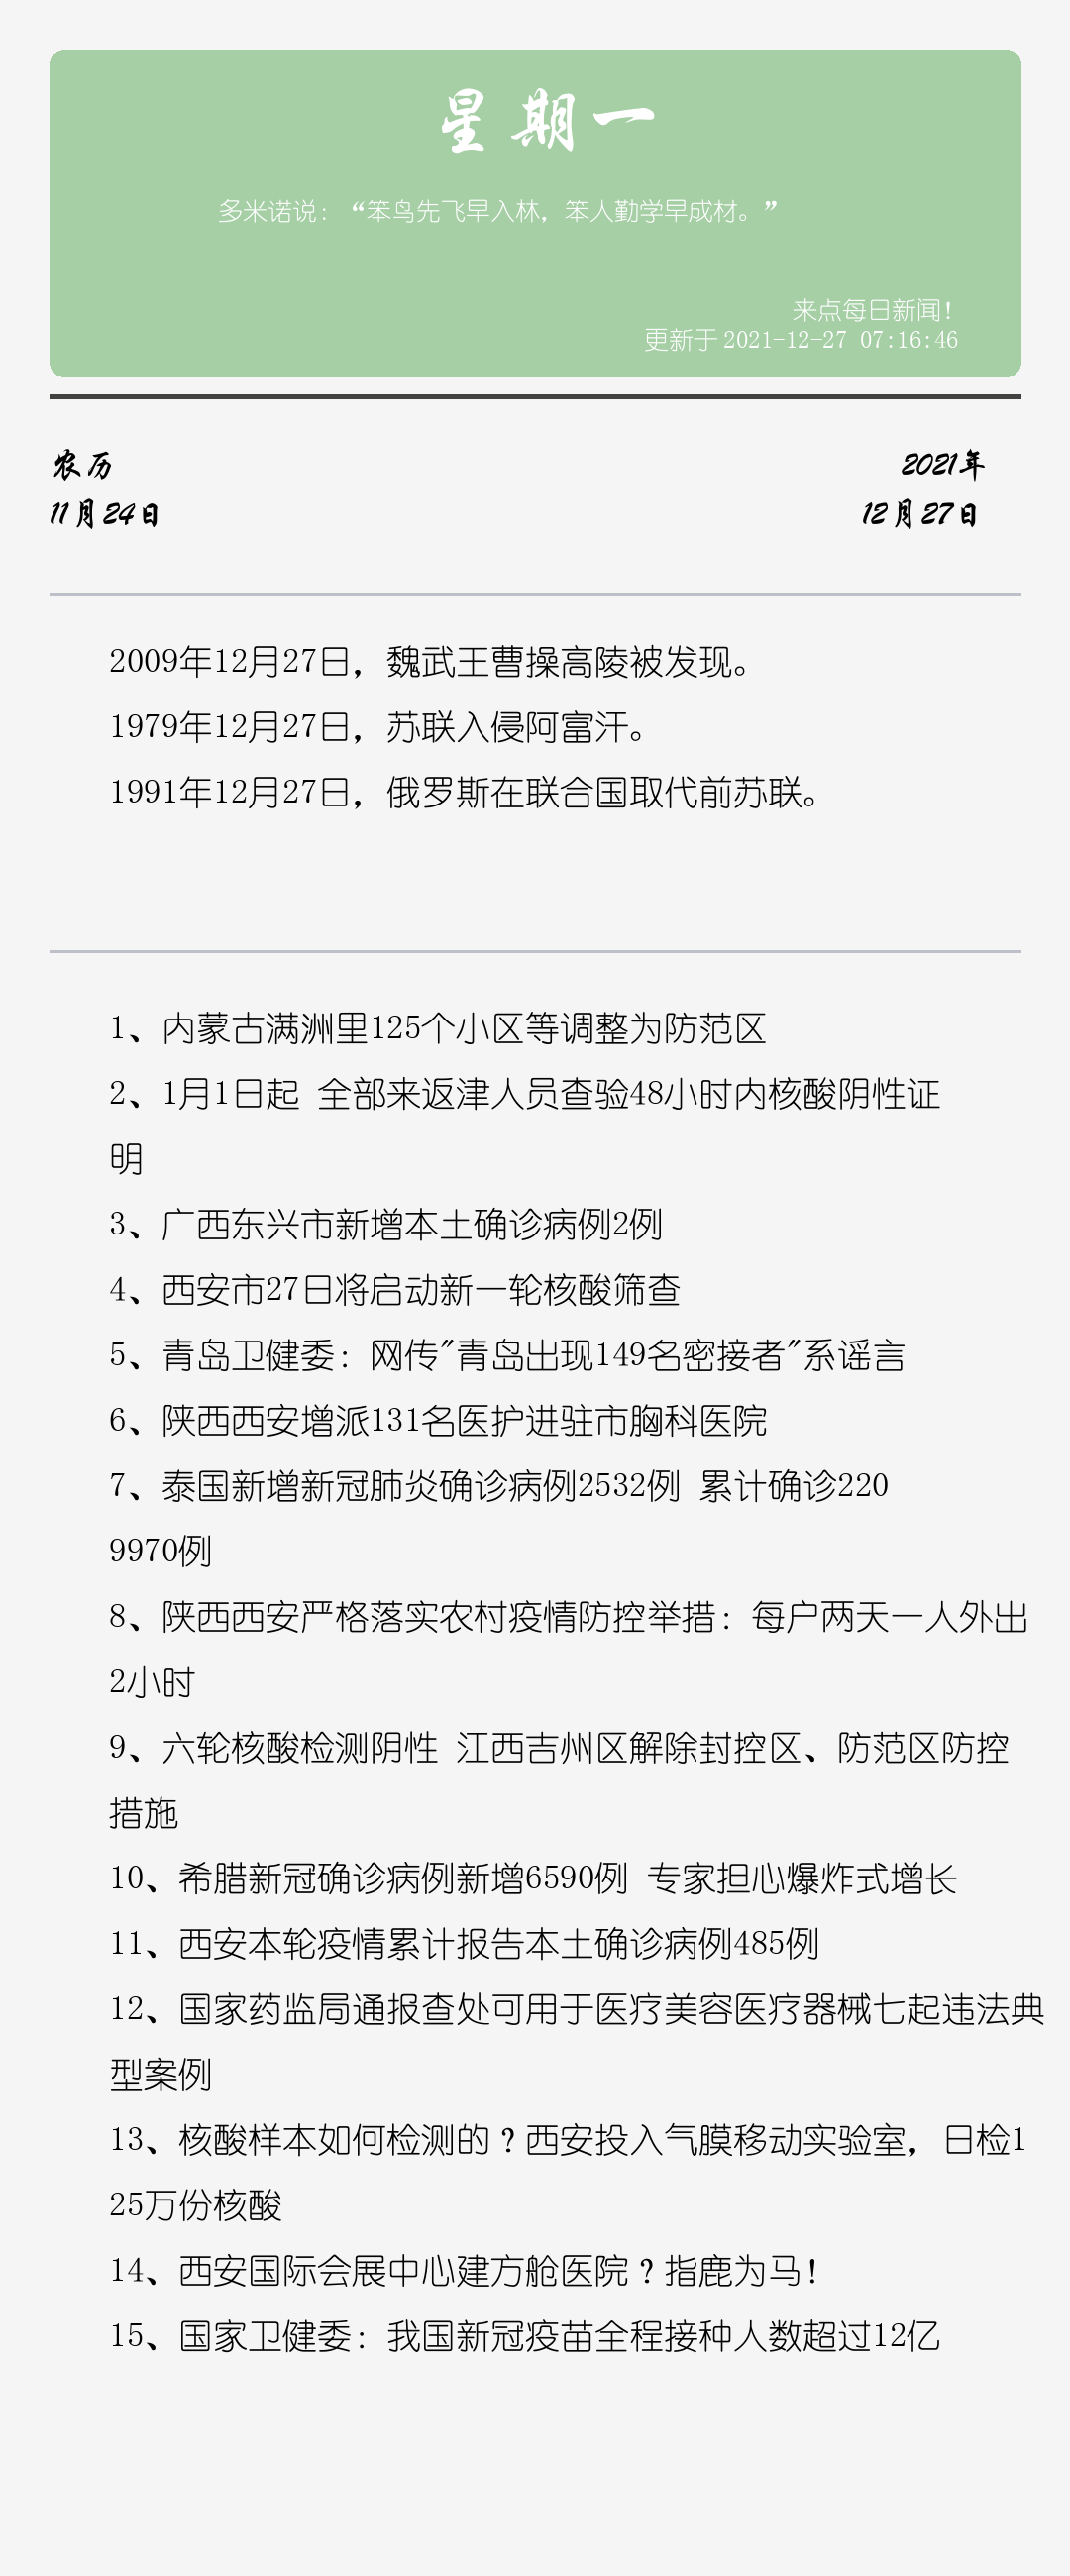 星期一
多米诺说：“笨鸟先飞早入林，笨人勤学早成材。”
来点每日新闻！
更新于 2021-12-27 07:16:46
农历
2021年
11月24日
12月27日
2009年12月27日，魏武王曹操高陵被发现。
1979年12月27日，苏联入侵阿富汗。
1991年12月27日，俄罗斯在联合国取代前苏联。
1、内蒙古满洲里125个小区等调整为防范区
2、1月1日起 全部来返津人员查验48小时内核酸阴性证
明
3、广西东兴市新增本土确诊病例2例
4、西安市27日将启动新一轮核酸筛查
5、青岛卫健委：网传"青岛出现149名密接者"系谣言
6、陕西西安增派131名医护进驻市胸科医院
7、泰国新增新冠肺炎确诊病例2532例 累计确诊220
9970例
8、陕西西安严格落实农村疫情防控举措：每户两天一人外出
2小时
9、六轮核酸检测阴性 江西吉州区解除封控区、防范区防控
措施
10、希腊新冠确诊病例新增6590例 专家担心爆炸式增长
11、西安本轮疫情累计报告本土确诊病例485例
12、国家药监局通报查处可用于医疗美容医疗器械七起违法典
型案例
13、核酸样本如何检测的？西安投入气膜移动实验室，日检1
25万份核酸
14、西安国际会展中心建方舱医院？指鹿为马！
15、国家卫健委：我国新冠疫苗全程接种人数超过12亿